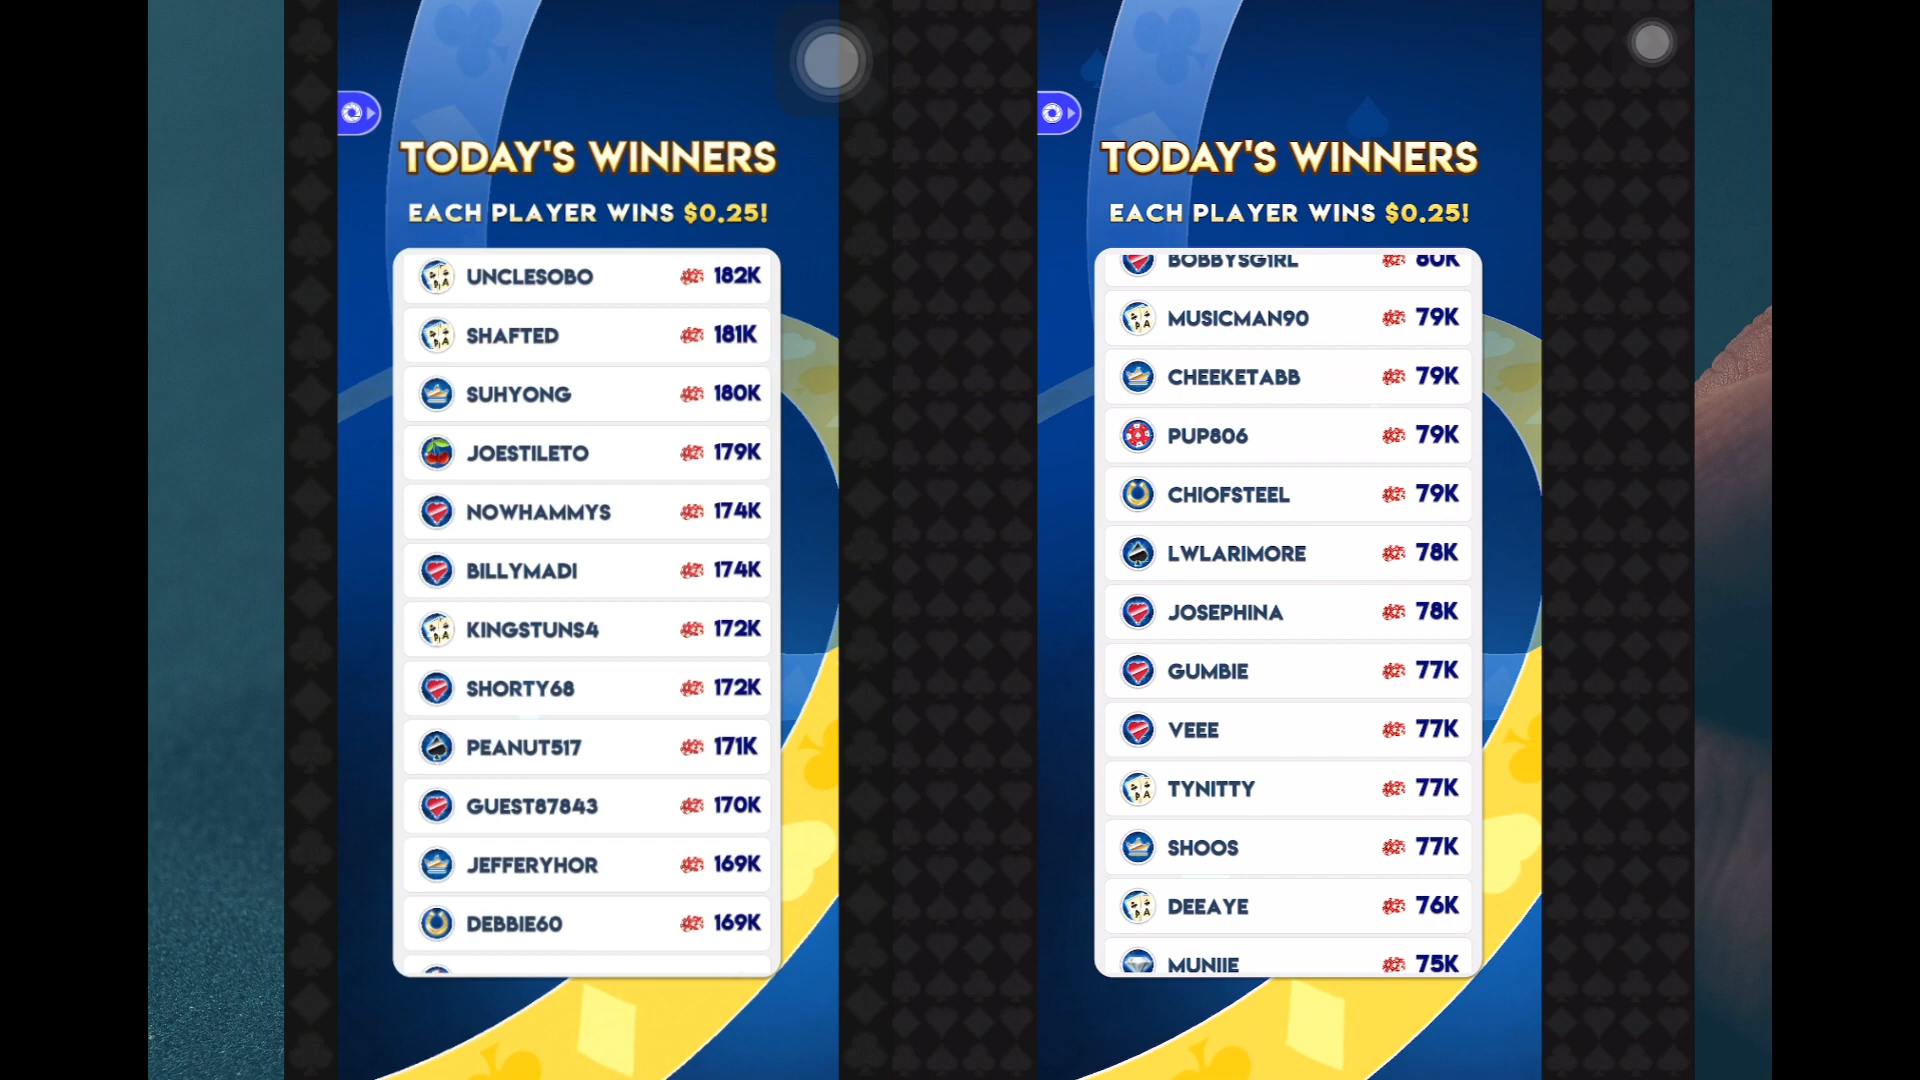 TODAY'S WINNERS
EACH PLAYER WINS $0.25!
UNCLESOBO 182K
SHAFTED 181K
SUHYONG 180K
JOESTILETO 179K
NOWHAMMYS 174K
BILLYMADI 174K
KINGSTUNS4 172K
SHORTY68 172K
PEANUT517 171K
GUEST87843 170K
JEFFERYHOR 169K
DEBBIE60 169K
TODAY'S WINNERS
EACH PLAYER WINS $0.25!
BOBBYSGIRL 80K
MUSICMAN90 79K
CHEEKETABB 79K
PUP806 79K
CHIOFSTEEL 79K
LWLARIMORE 78K
JOSEPHINA 78K
GUMBIE 77K
VEEE 77K
TYNITTY 77K
SHOOS 77K
DEEAYE 76K
MUNIIE 75K